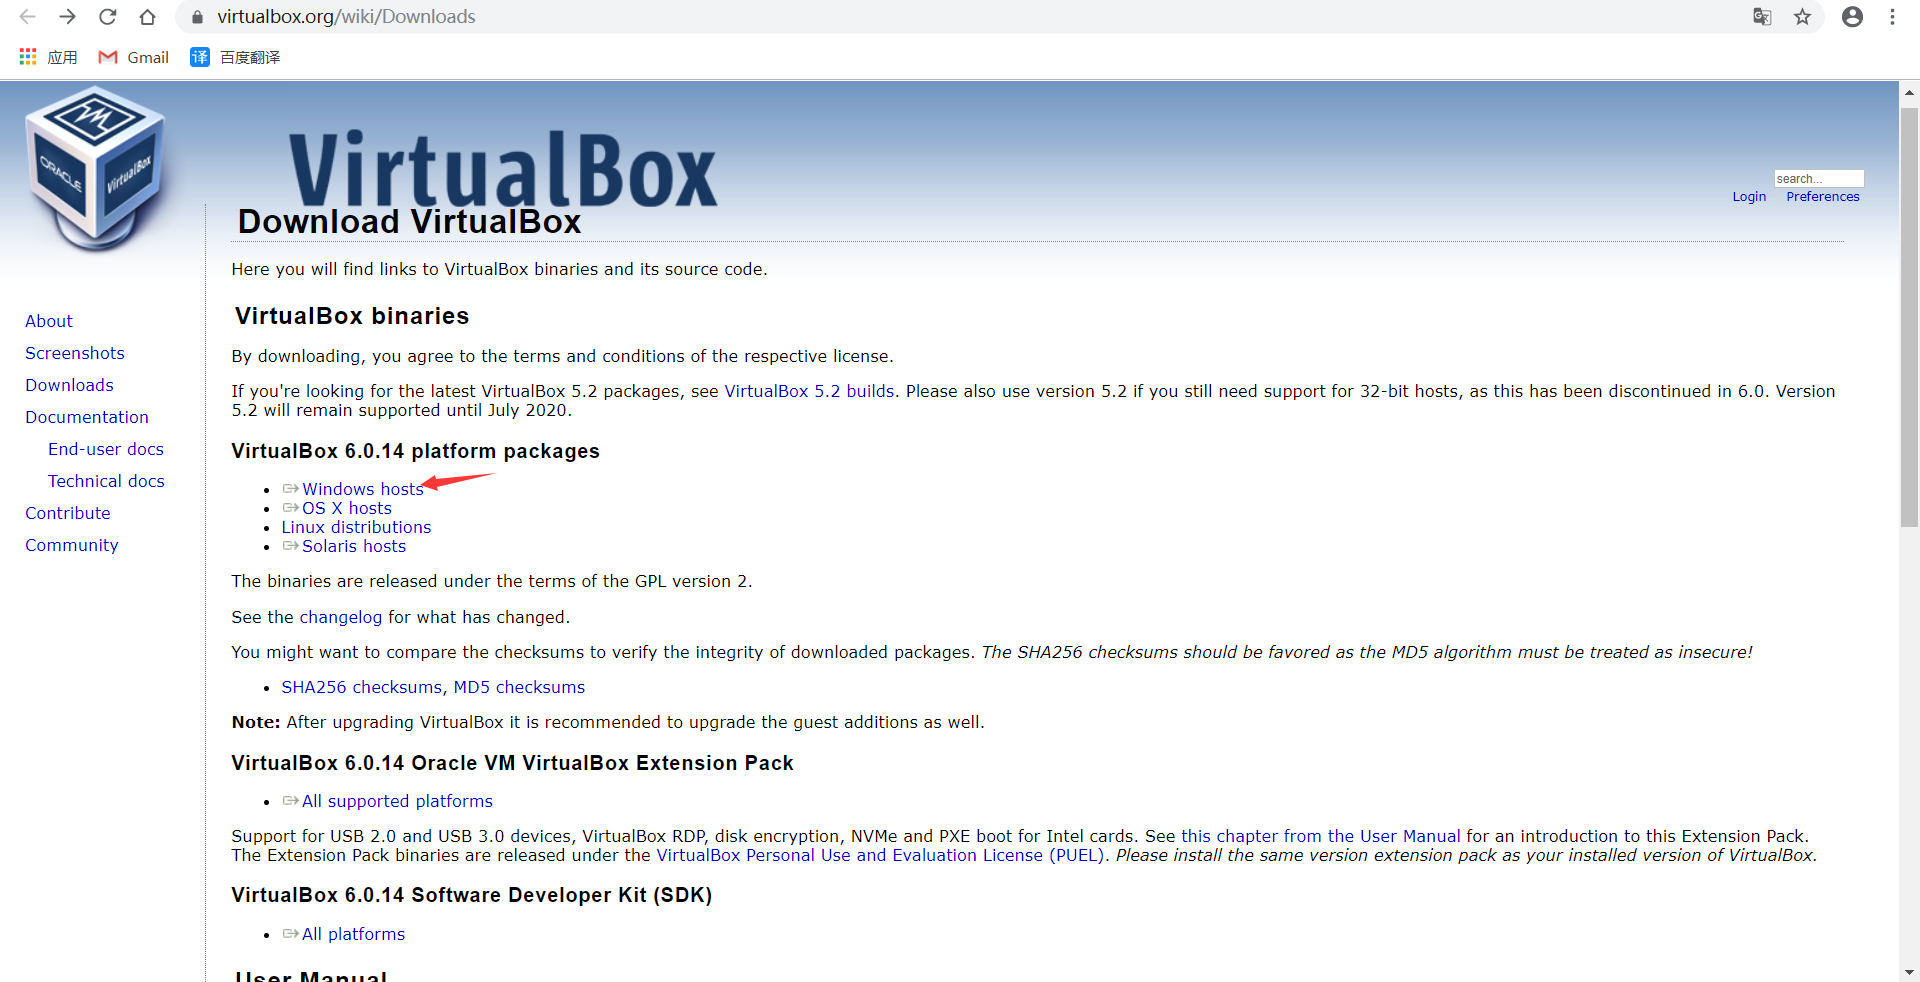 virtualbox.org/wiki/Downloads
应用 Gmail 译 百度翻译
ORACLE VirtualBox
VirtualBox
search...
Login Preferences
Download VirtualBox
Here you will find links to VirtualBox binaries and its source code.
About
Screenshots
Downloads
Documentation
End-user docs
Technical docs
Contribute
Community
VirtualBox binaries
By downloading, you agree to the terms and conditions of the respective license.
If you're looking for the latest VirtualBox 5.2 packages, see VirtualBox 5.2 builds. Please also use version 5.2 if you still need support for 32-bit hosts, as this has been discontinued in 6.0. Version
5.2 will remain supported until July 2020.
VirtualBox 6.0.14 platform packages
Windows hosts
OS X hosts
Linux distributions
Solaris hosts
The binaries are released under the terms of the GPL version 2.
See the changelog for what has changed.
You might want to compare the checksums to verify the integrity of downloaded packages. The SHA256 checksums should be favored as the MD5 algorithm must be treated as insecure!
SHA256 checksums, MD5 checksums
Note: After upgrading VirtualBox it is recommended to upgrade the guest additions as well.
VirtualBox 6.0.14 Oracle VM VirtualBox Extension Pack
All supported platforms
Support for USB 2.0 and USB 3.0 devices, VirtualBox RDP, disk encryption, NVMe and PXE boot for Intel cards. See this chapter from the User Manual for an introduction to this Extension Pack.
The Extension Pack binaries are released under the VirtualBox Personal Use and Evaluation License (PUEL). Please install the same version extension pack as your installed version of VirtualBox.
VirtualBox 6.0.14 Software Developer Kit (SDK)
All platforms
User Manual